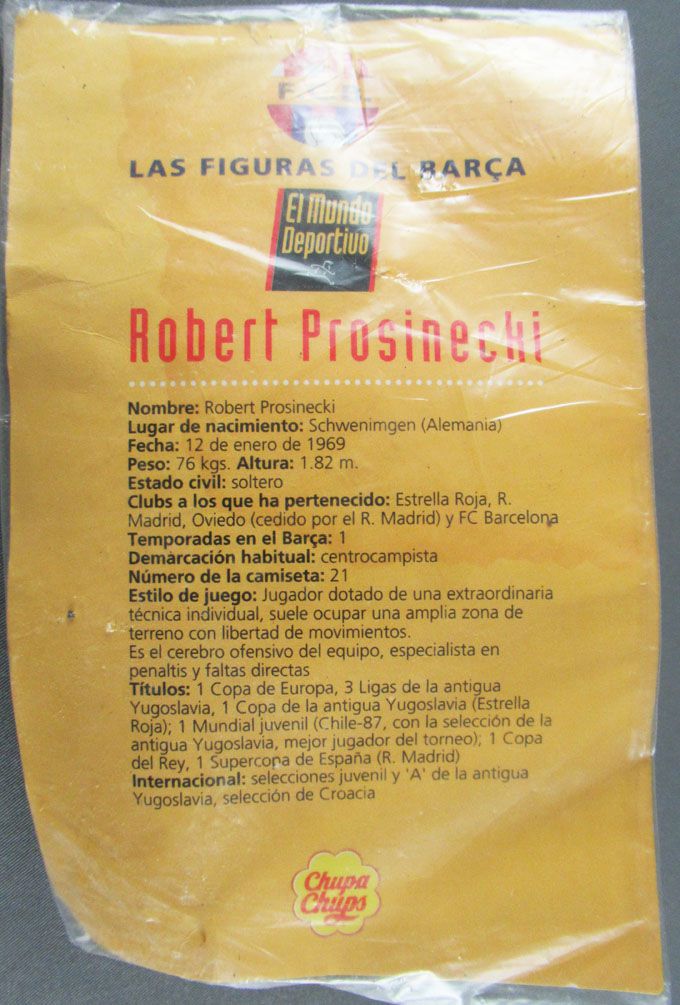 LAS FIGURAS DEL BARÇA
El Mundo
Deportivo
Robert Prosinecki
Nombre: Robert Prosinecki
Lugar de nacimiento: Schwenimgen (Alemania)
Fecha: 12 de enero de 1969
Peso: 76 kgs. Altura: 1.82 m.
Estado civil: soltero
Clubs a los que ha pertenecido: Estrella Roja, R.
Madrid, Oviedo (cedido por el R. Madrid) y FC Barcelona
Temporadas en el Barça: 1
Demarcación habitual: centrocampista
Número de la camiseta: 21
Estilo de juego: Jugador dotado de una extraordinaria
técnica individual, suele ocupar una amplia zona de
terreno con libertad de movimientos.
Es el cerebro ofensivo del equipo, especialista en
penaltis y faltas directas
Títulos: 1 Copa de Europa, 3 Ligas de la antigua
Yugoslavia, 1 Copa de la antigua Yugoslavia (Estrella
Roja); 1 Mundial juvenil (Chile-87, con la selección de la
antigua Yugoslavia, mejor jugador del torneo); 1 Copa
del Rey, 1 Supercopa de España (R. Madrid)
Internacional: selecciones juvenil y 'A' de la antigua
Yugoslavia, selección de Croacia
Chupa
Chups